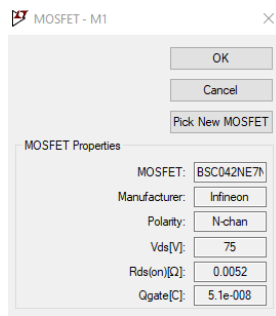 MOSFET - M1
OK
Cancel
Pick New MOSFET
MOSFET Properties
MOSFET: BSC042NE7N
Manufacturer: Infineon
Polarity: N-chan
Vds[V]: 75
Rds(on)[Ω]: 0.0052
Qgate[C]: 5.1e-008